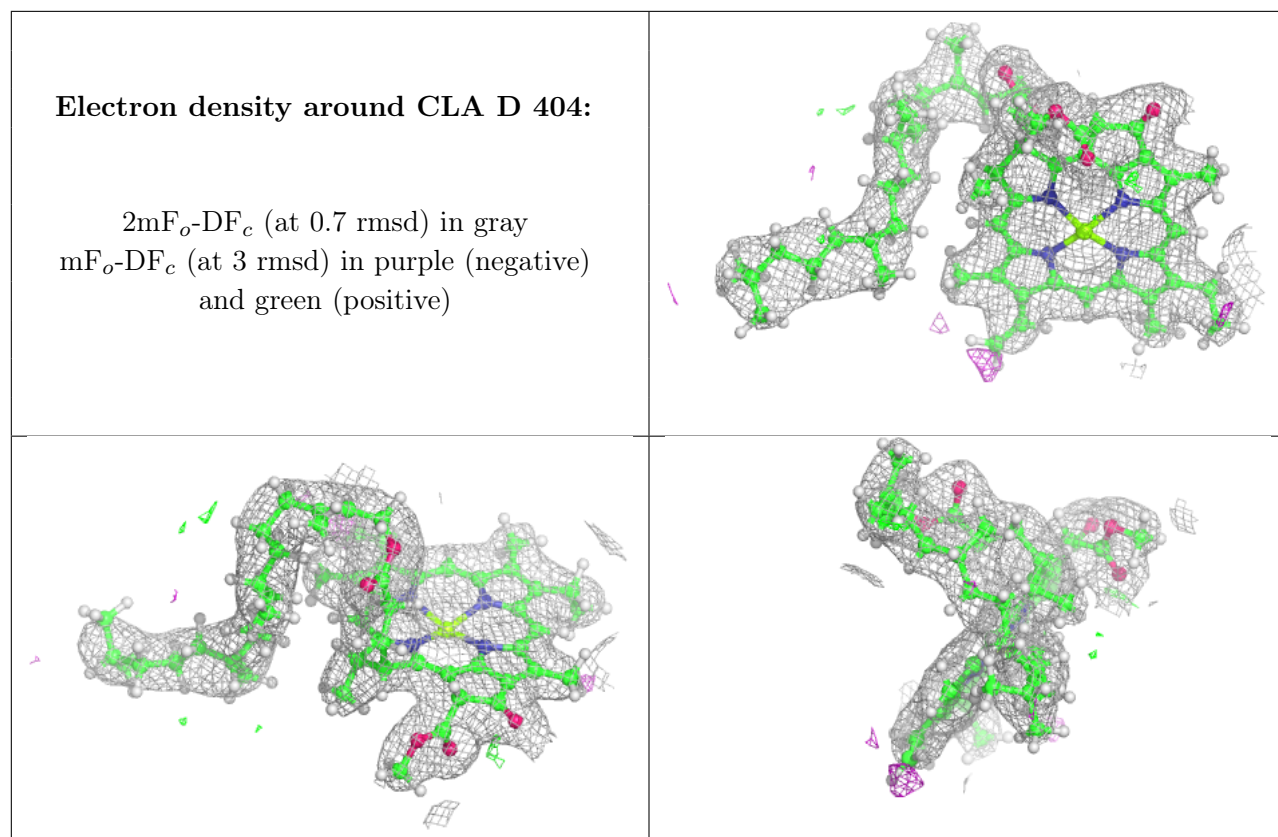 Electron density around CLA D 404:
2mFo-DFc (at 0.7 rmsd) in gray
mFo-DFc (at 3 rmsd) in purple (negative)
and green (positive)